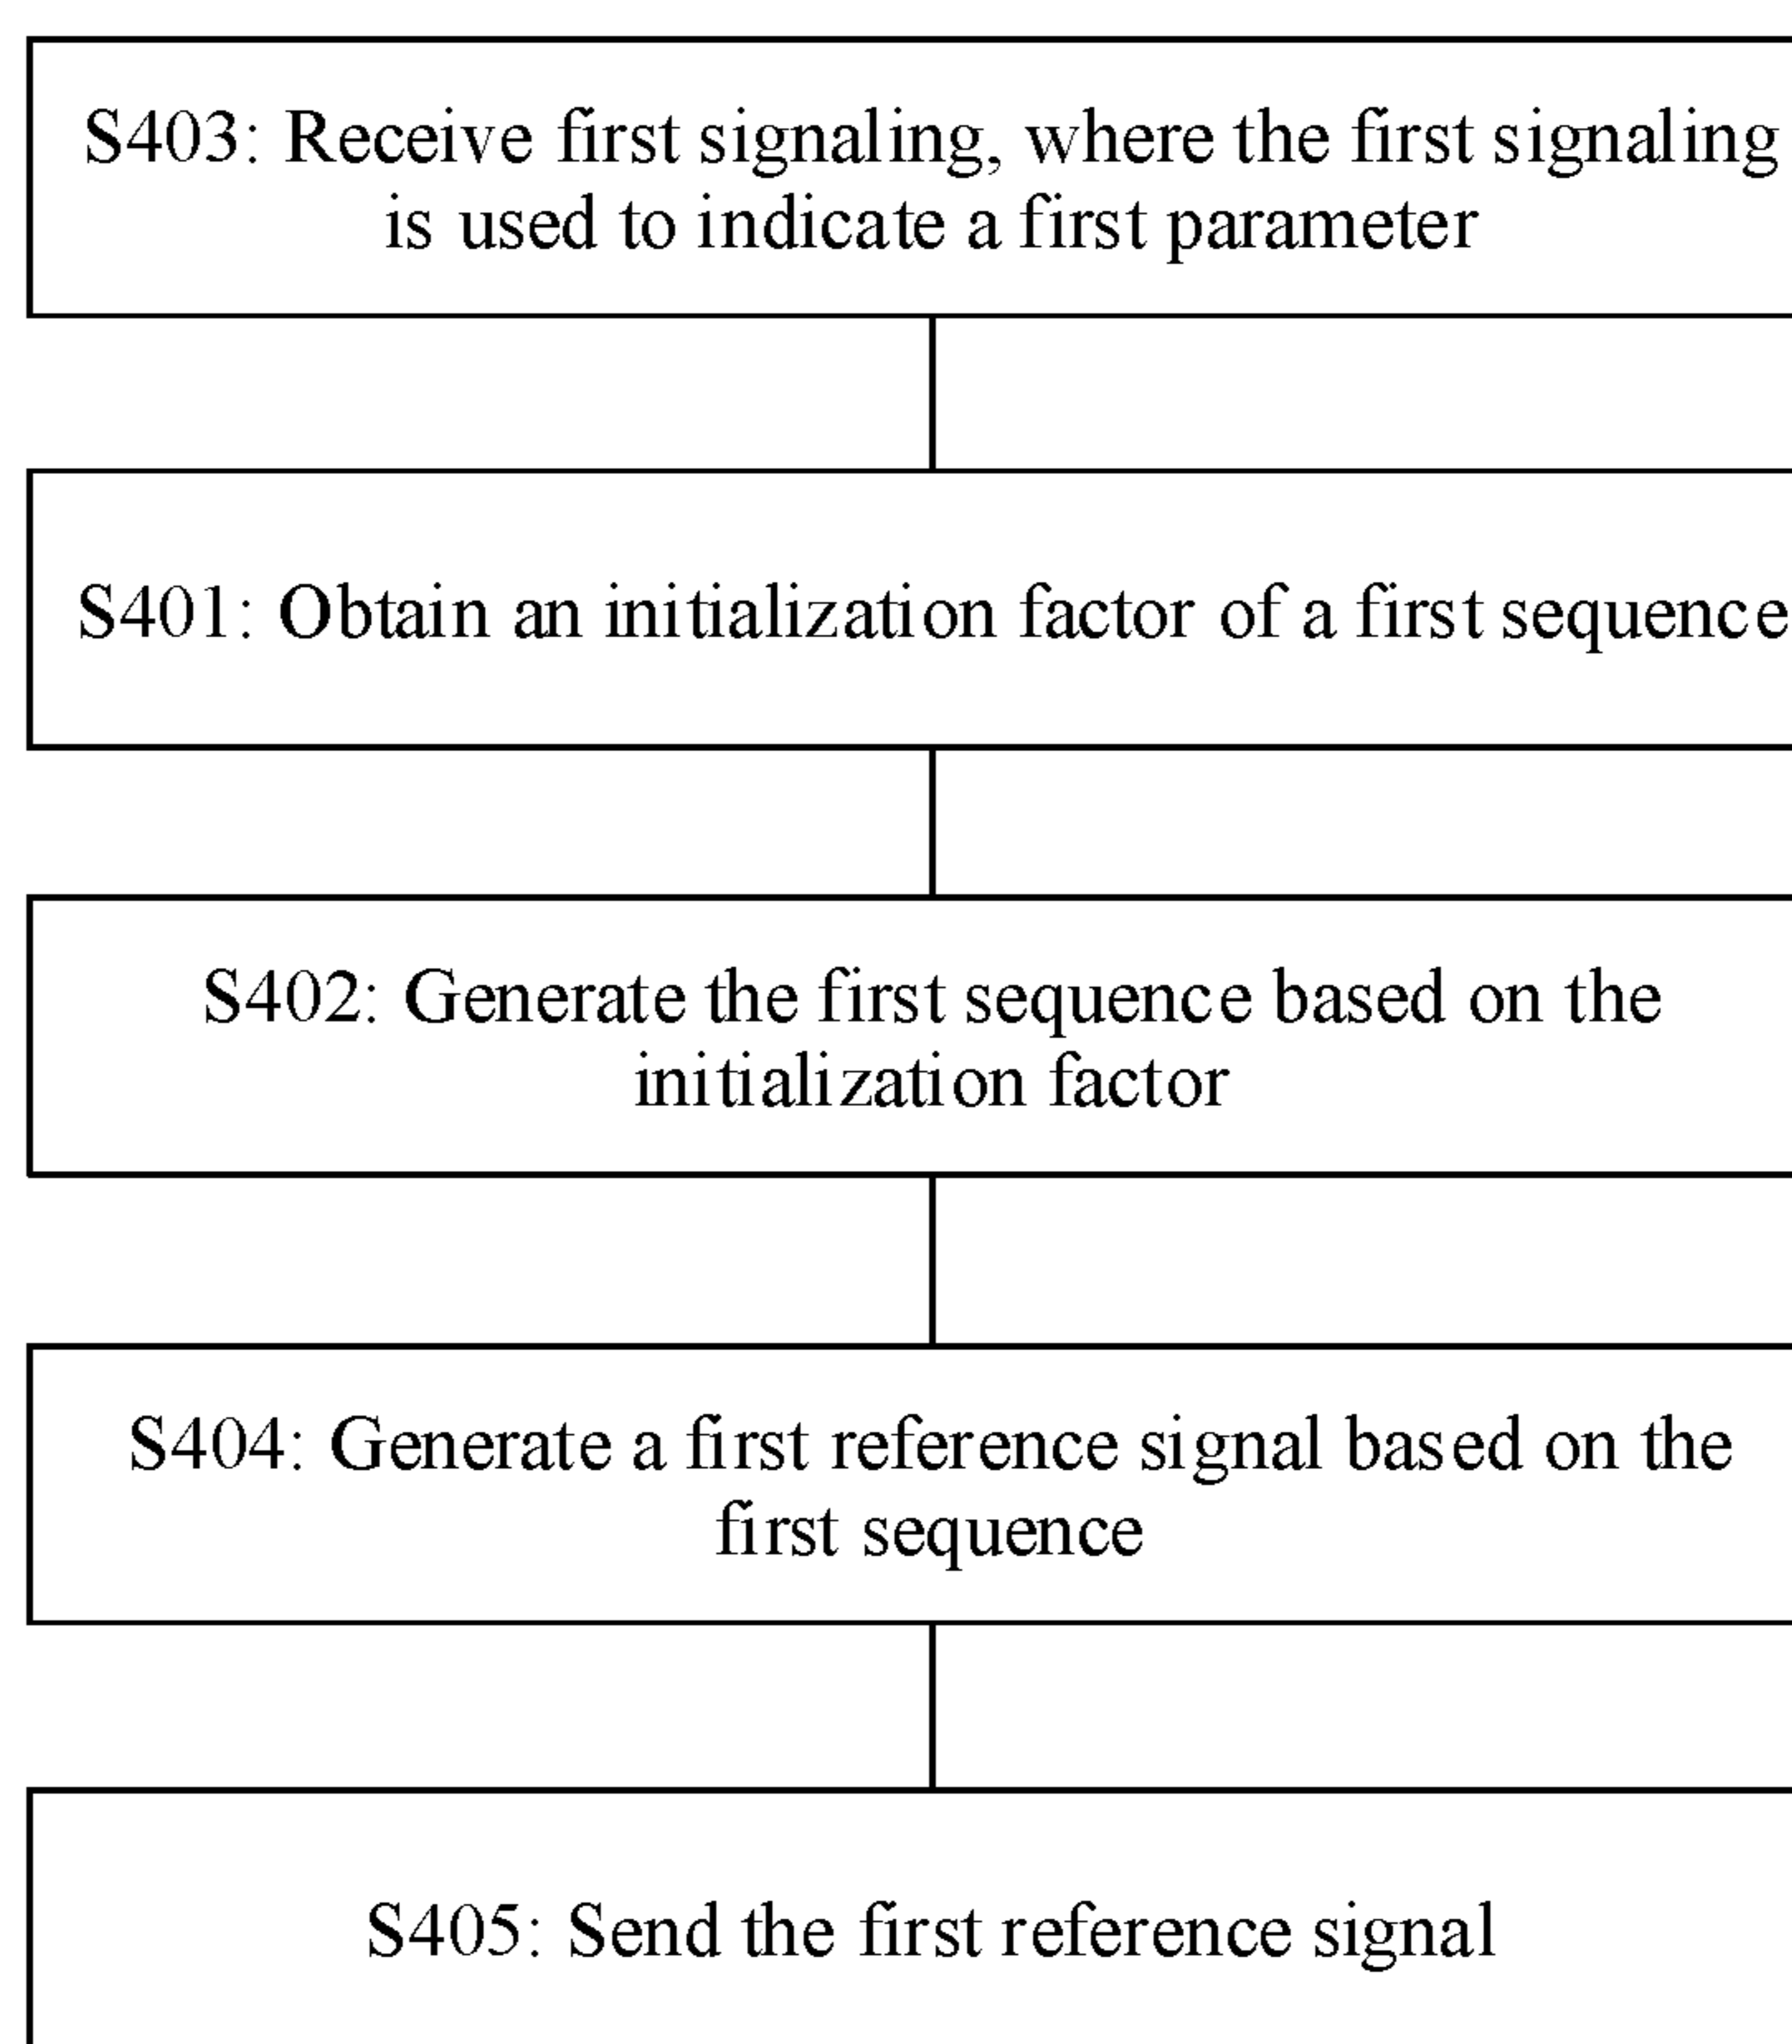 S403: Receive first signaling, where the first signaling
is used to indicate a first parameter
S401: Obtain an initialization factor of a first sequence
S402: Generate the first sequence based on the
initialization factor
S404: Generate a first reference signal based on the
first sequence
S405: Send the first reference signal